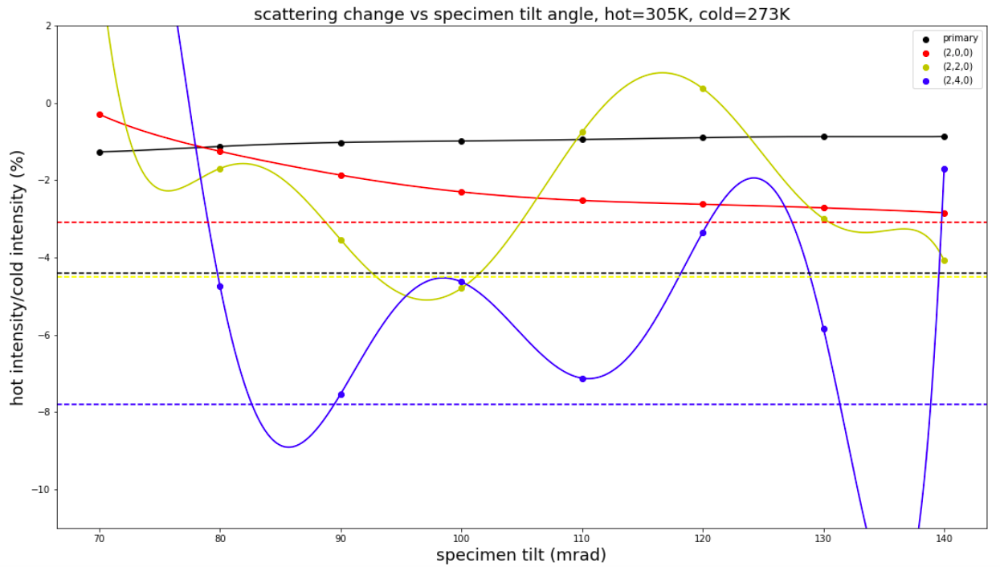 scattering change vs specimen tilt angle, hot=305K, cold=273K
primary
(2,0,0)
(2,2,0)
(2,4,0)
hot intensity/cold intensity (%)
2
0
−2
−4
−6
−8
−10
70 80 90 100 110 120 130 140
specimen tilt (mrad)